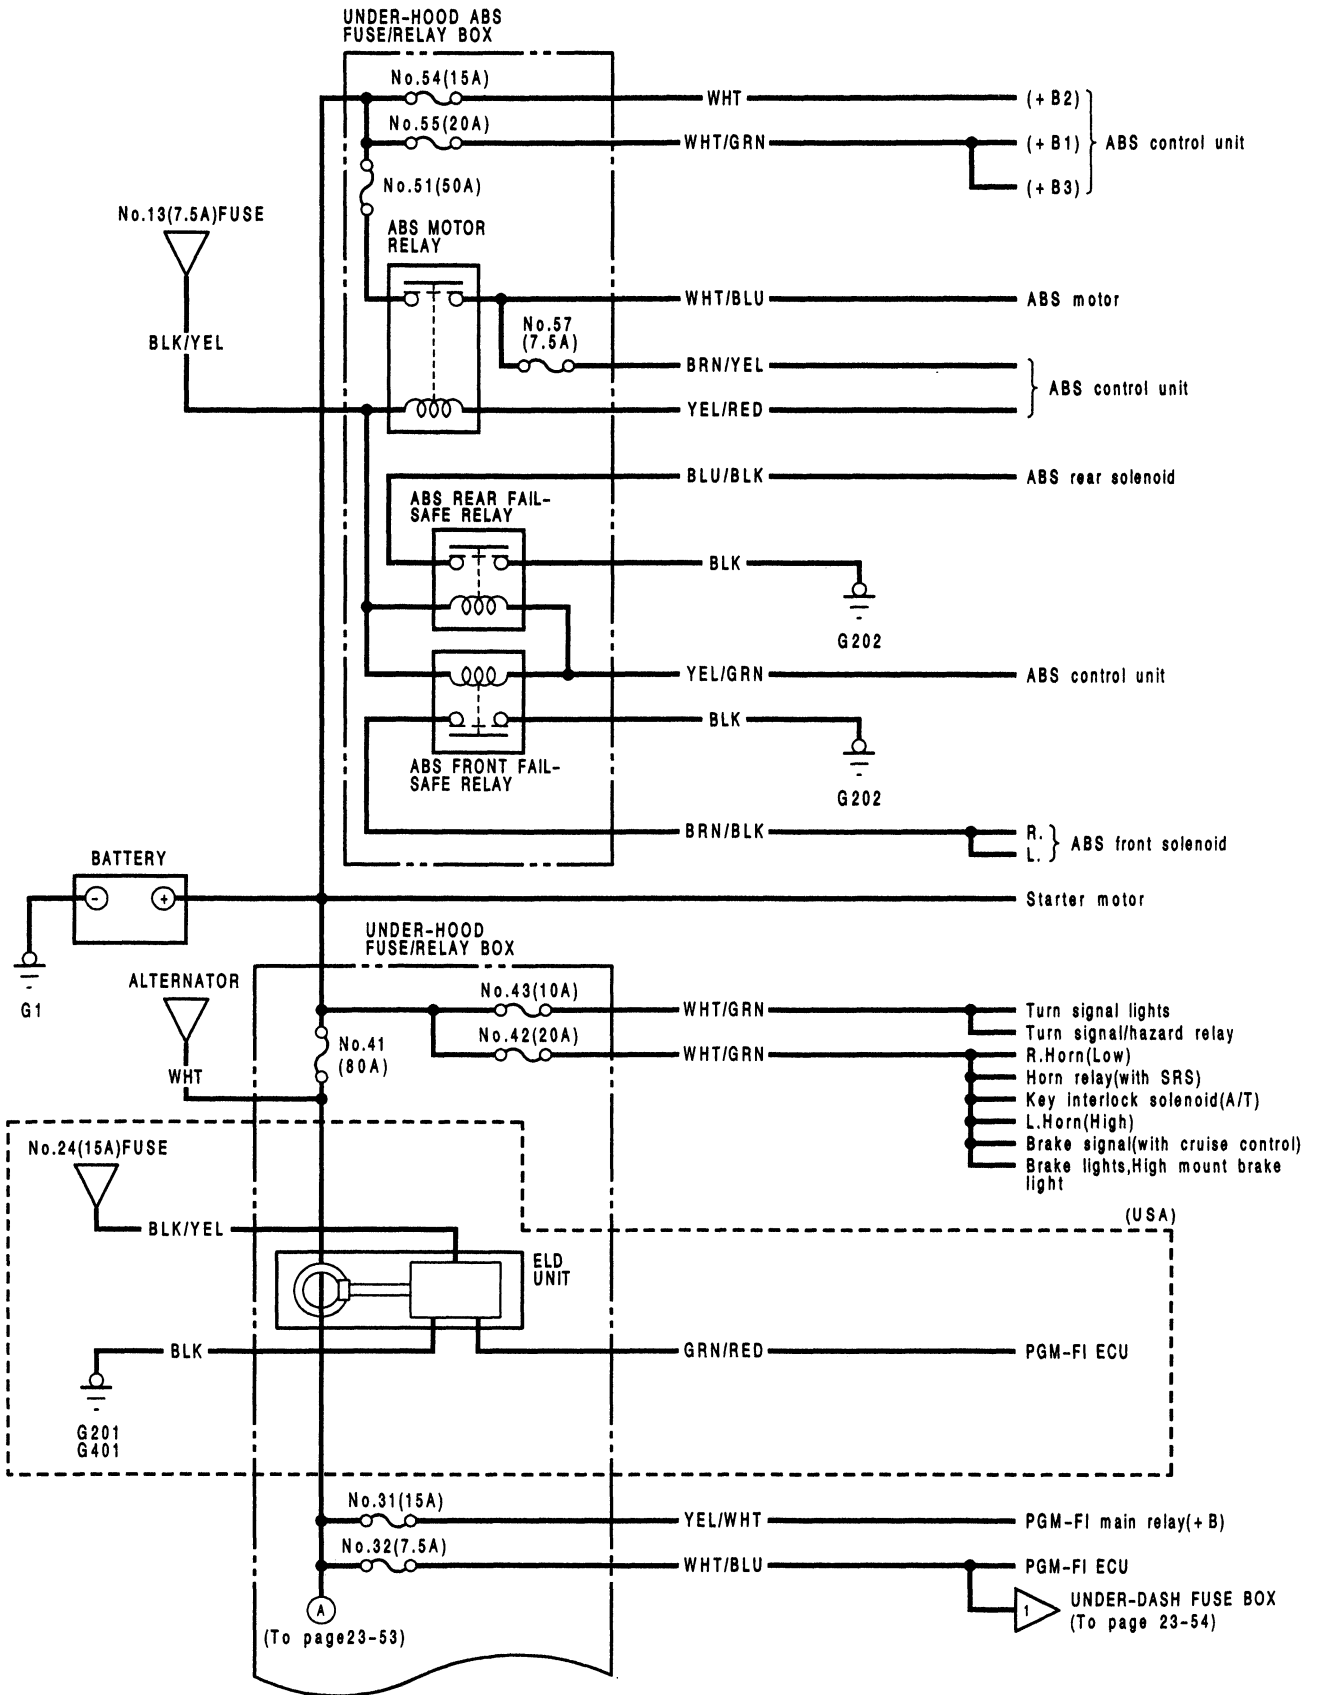 UNDER-HOOD ABS
FUSE/RELAY BOX
No.54(15A)
WHT
(+B2)
No.55(20A)
WHT/GRN
(+B1)
ABS control unit
(+B3)
No.51(50A)
No.13(7.5A)FUSE
ABS MOTOR
RELAY
WHT/BLU
ABS motor
No.57
(7.5A)
BLK/YEL
BRN/YEL
ABS control unit
YEL/RED
BLU/BLK
ABS rear solenoid
ABS REAR FAIL-
SAFE RELAY
BLK
G202
YEL/GRN
ABS control unit
BLK
ABS FRONT FAIL-
SAFE RELAY
G202
BRN/BLK
R.
L.
ABS front solenoid
BATTERY
-
+
Starter motor
G1
UNDER-HOOD
FUSE/RELAY BOX
ALTERNATOR
No.43(10A)
WHT/GRN
Turn signal lights
Turn signal/hazard relay
No.41
(80A)
No.42(20A)
WHT/GRN
R.Horn(Low)
Horn relay(with SRS)
Key interlock solenoid(A/T)
L.Horn(High)
Brake signal(with cruise control)
Brake lights,High mount brake
light
WHT
No.24(15A)FUSE
(USA)
BLK/YEL
ELD
UNIT
BLK
GRN/RED
PGM-FI ECU
G201
G401
No.31(15A)
YEL/WHT
PGM-FI main relay(+B)
No.32(7.5A)
WHT/BLU
PGM-FI ECU
A
(To page23-53)
1
UNDER-DASH FUSE BOX
(To page 23-54)